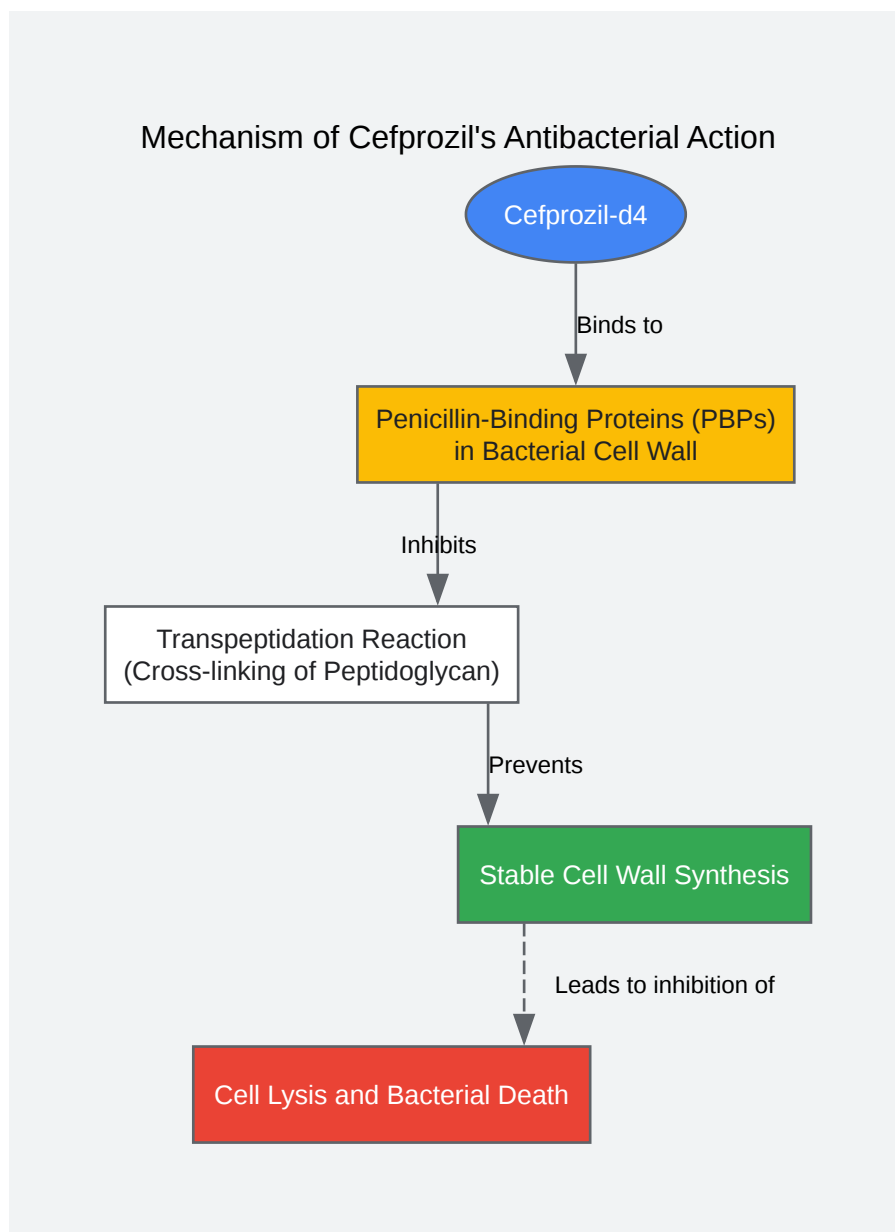 Mechanism of Cefprozil's Antibacterial Action
Cefprozil-d4
Binds to
Penicillin-Binding Proteins (PBPs)
in Bacterial Cell Wall
Inhibits
Transpeptidation Reaction
(Cross-linking of Peptidoglycan)
Prevents
Stable Cell Wall Synthesis
Leads to inhibition of
Cell Lysis and Bacterial Death